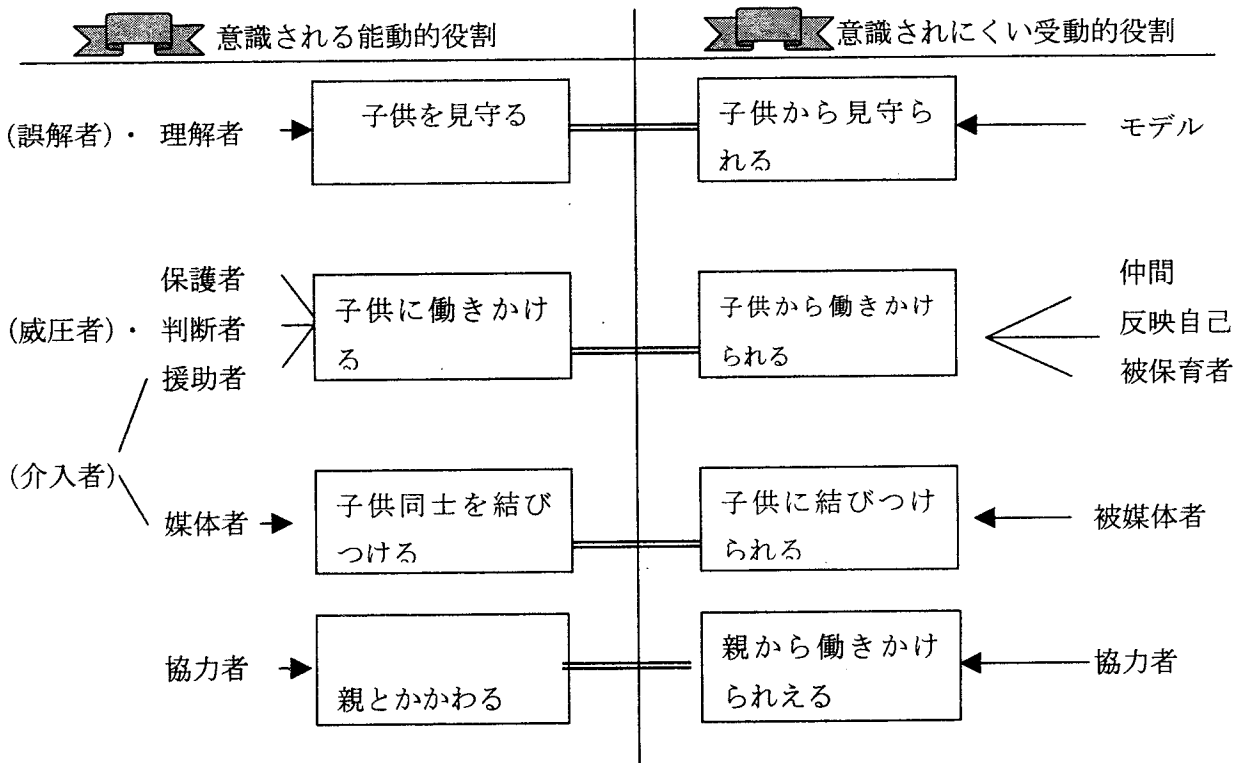 意識される能動的役割
意識されにくい受動的役割
(誤解者)・ 理解者
子供を見守る
子供から見守ら
れる
モデル
保護者
(威圧者)・ 判断者
援助者
子供に働きかけ
る
子供から働きかけ
られる
仲間
反映自己
被保育者
(介入者)
媒体者
子供同士を結び
つける
子供に結びつけ
られる
被媒体者
協力者
親とかかわる
親から働きかけ
られえる
協力者